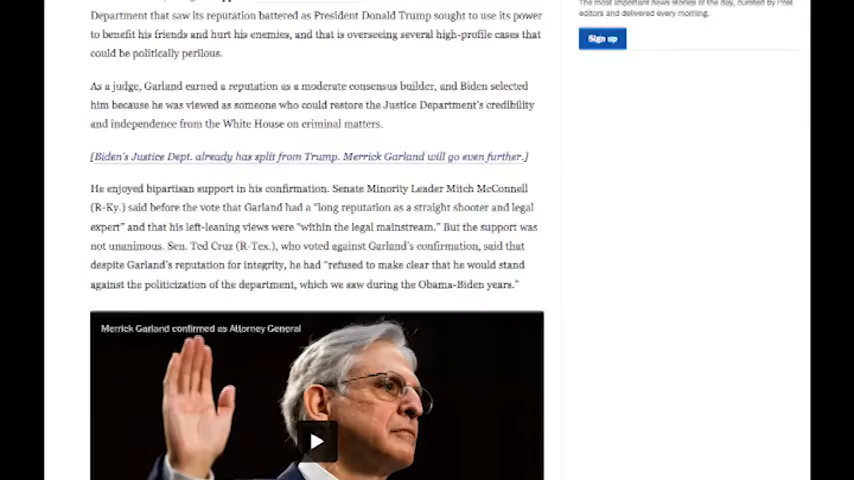 Department that saw its reputation battered as President Donald Trump sought to use its power
to benefit his friends and hurt his enemies, and that is overseeing several high-profile cases that
could be politically perilous.
As a judge, Garland earned a reputation as a moderate consensus builder, and Biden selected
him because he was viewed as someone who could restore the Justice Department's credibility
and independence from the White House on criminal matters.
[Biden's Justice Dept. already has split from Trump. Merrick Garland will go even further.]
He enjoyed bipartisan support in his confirmation. Senate Minority Leader Mitch McConnell
(R-Ky.) said before the vote that Garland had a “long reputation as a straight shooter and legal
expert” and that his left-leaning views were “within the legal mainstream.” But the support was
not unanimous. Sen. Ted Cruz (R-Tex.), who voted against Garland's confirmation, said that
despite Garland's reputation for integrity, he had “refused to make clear that he would stand
against the politicization of the department, which we saw during the Obama-Biden years.”
Merrick Garland confirmed as Attorney General
The most important news stories of the day, curated by Post
editors and delivered every morning.
Sign up